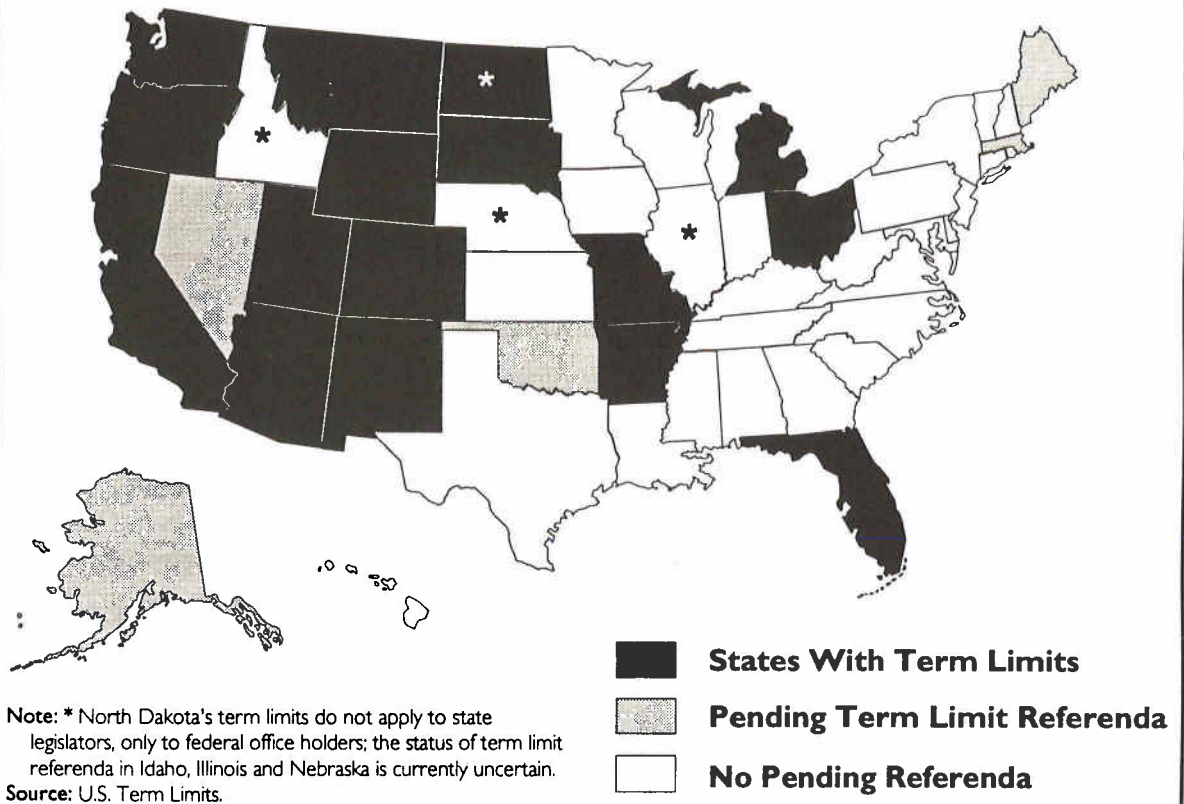 *
*
*
*
States With Term Limits
Pending Term Limit Referenda
No Pending Referenda
Note: * North Dakota's term limits do not apply to state
legislators, only to federal office holders; the status of term limit
referenda in Idaho, Illinois and Nebraska is currently uncertain.
Source: U.S. Term Limits.